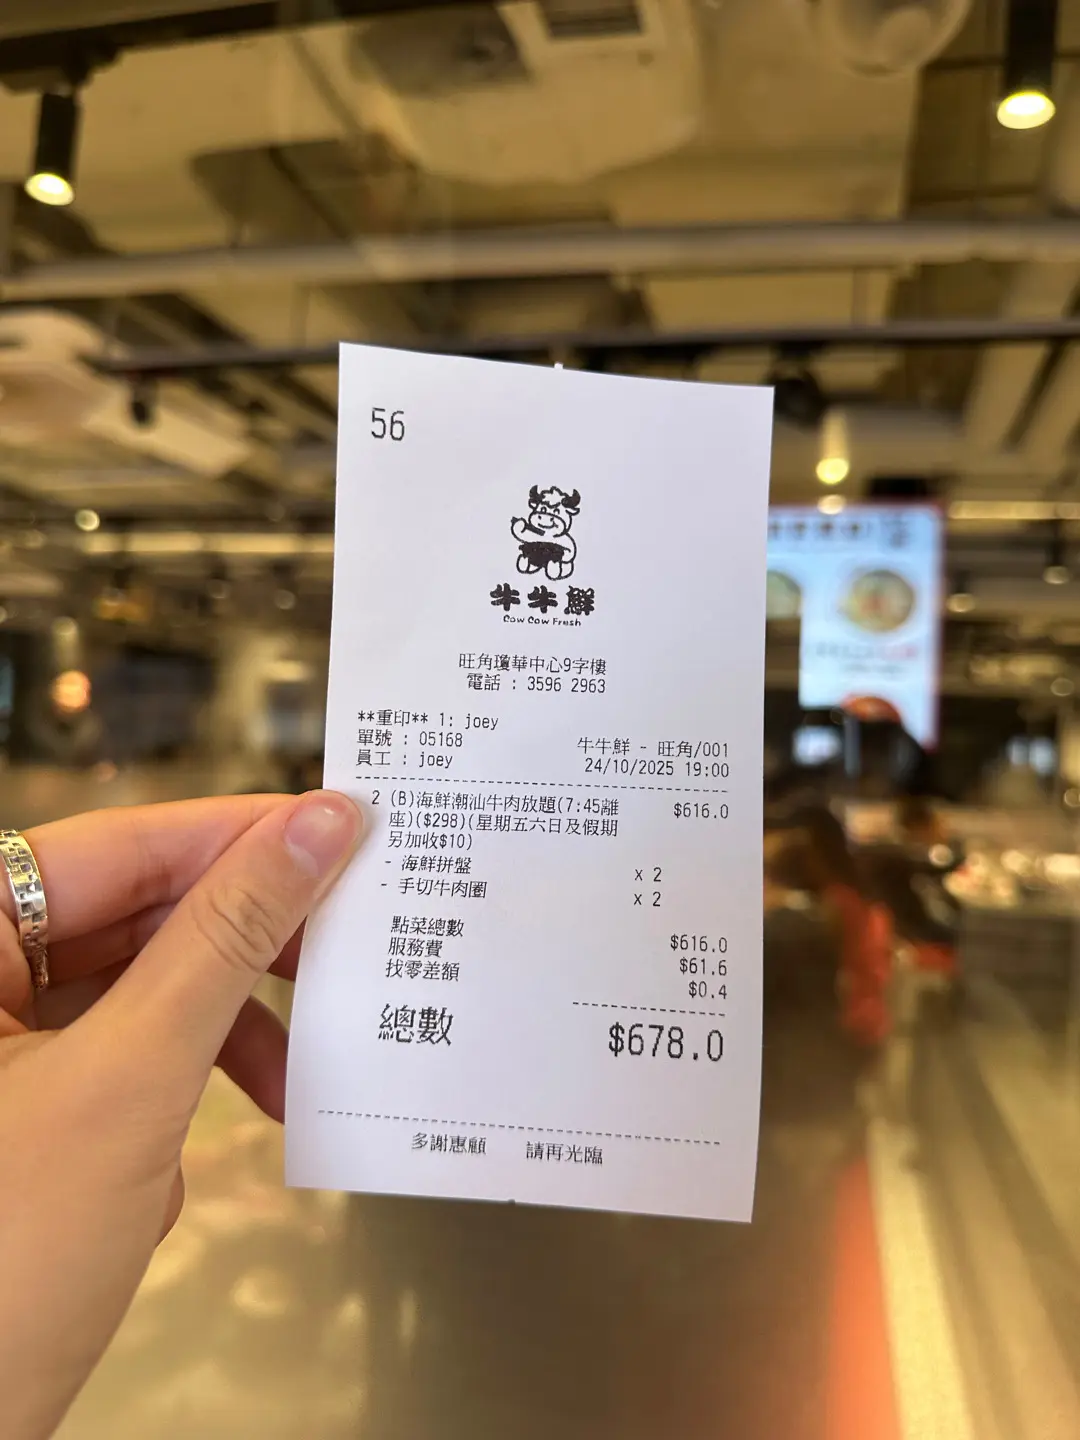 56
牛牛鮮
Cow Cow Fresh
旺角瓊華中心9字樓
電話 : 3596 2963
**重印** 1: joey
單號 : 05168 牛牛鮮 - 旺角/001
員工 : joey 24/10/2025 19:00
2 (B)海鮮潮汕牛肉放題(7:45離 $616.0
座)($298)(星期五六日及假期
另加收$10)
- 海鮮拼盤 x 2
- 手切牛肉圈 x 2
點菜總數 $616.0
服務費 $61.6
找零差額 $0.4
總數 $678.0
多謝惠顧 請再光臨